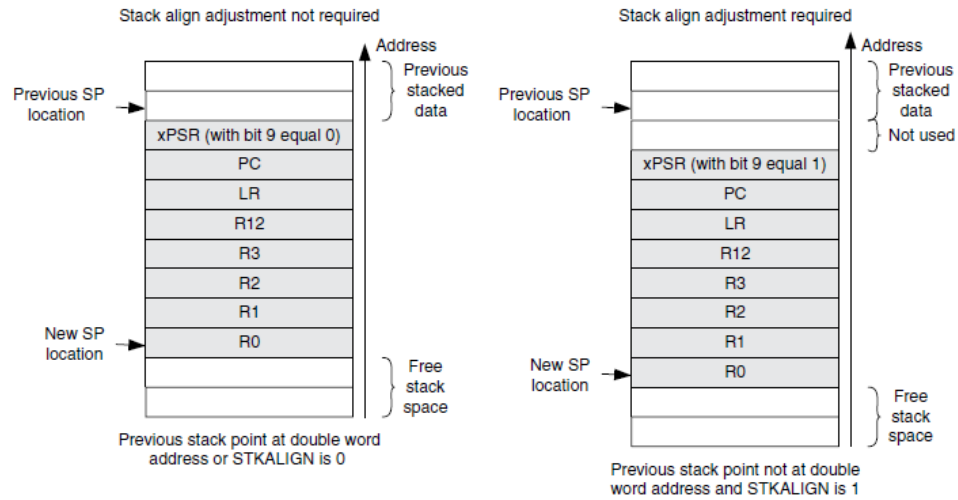 Stack align adjustment not required
Address
Previous
stacked
data
Previous SP
location
xPSR (with bit 9 equal 0)
PC
LR
R12
R3
R2
R1
R0
New SP
location
Free
stack
space
Previous stack point at double word
address or STKALIGN is 0
Stack align adjustment required
Address
Previous
stacked
data
Previous SP
location
Not used
xPSR (with bit 9 equal 1)
PC
LR
R12
R3
R2
R1
R0
New SP
location
Free
stack
space
Previous stack point not at double
word address and STKALIGN is 1